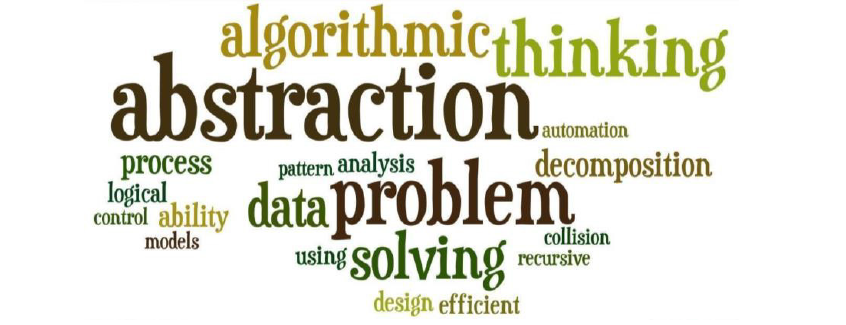 algorithmic
thinking
abstraction
automation
process
pattern
analysis
decomposition
logical
control
ability
data
problem
models
using
solving
collision
recursive
design
efficient